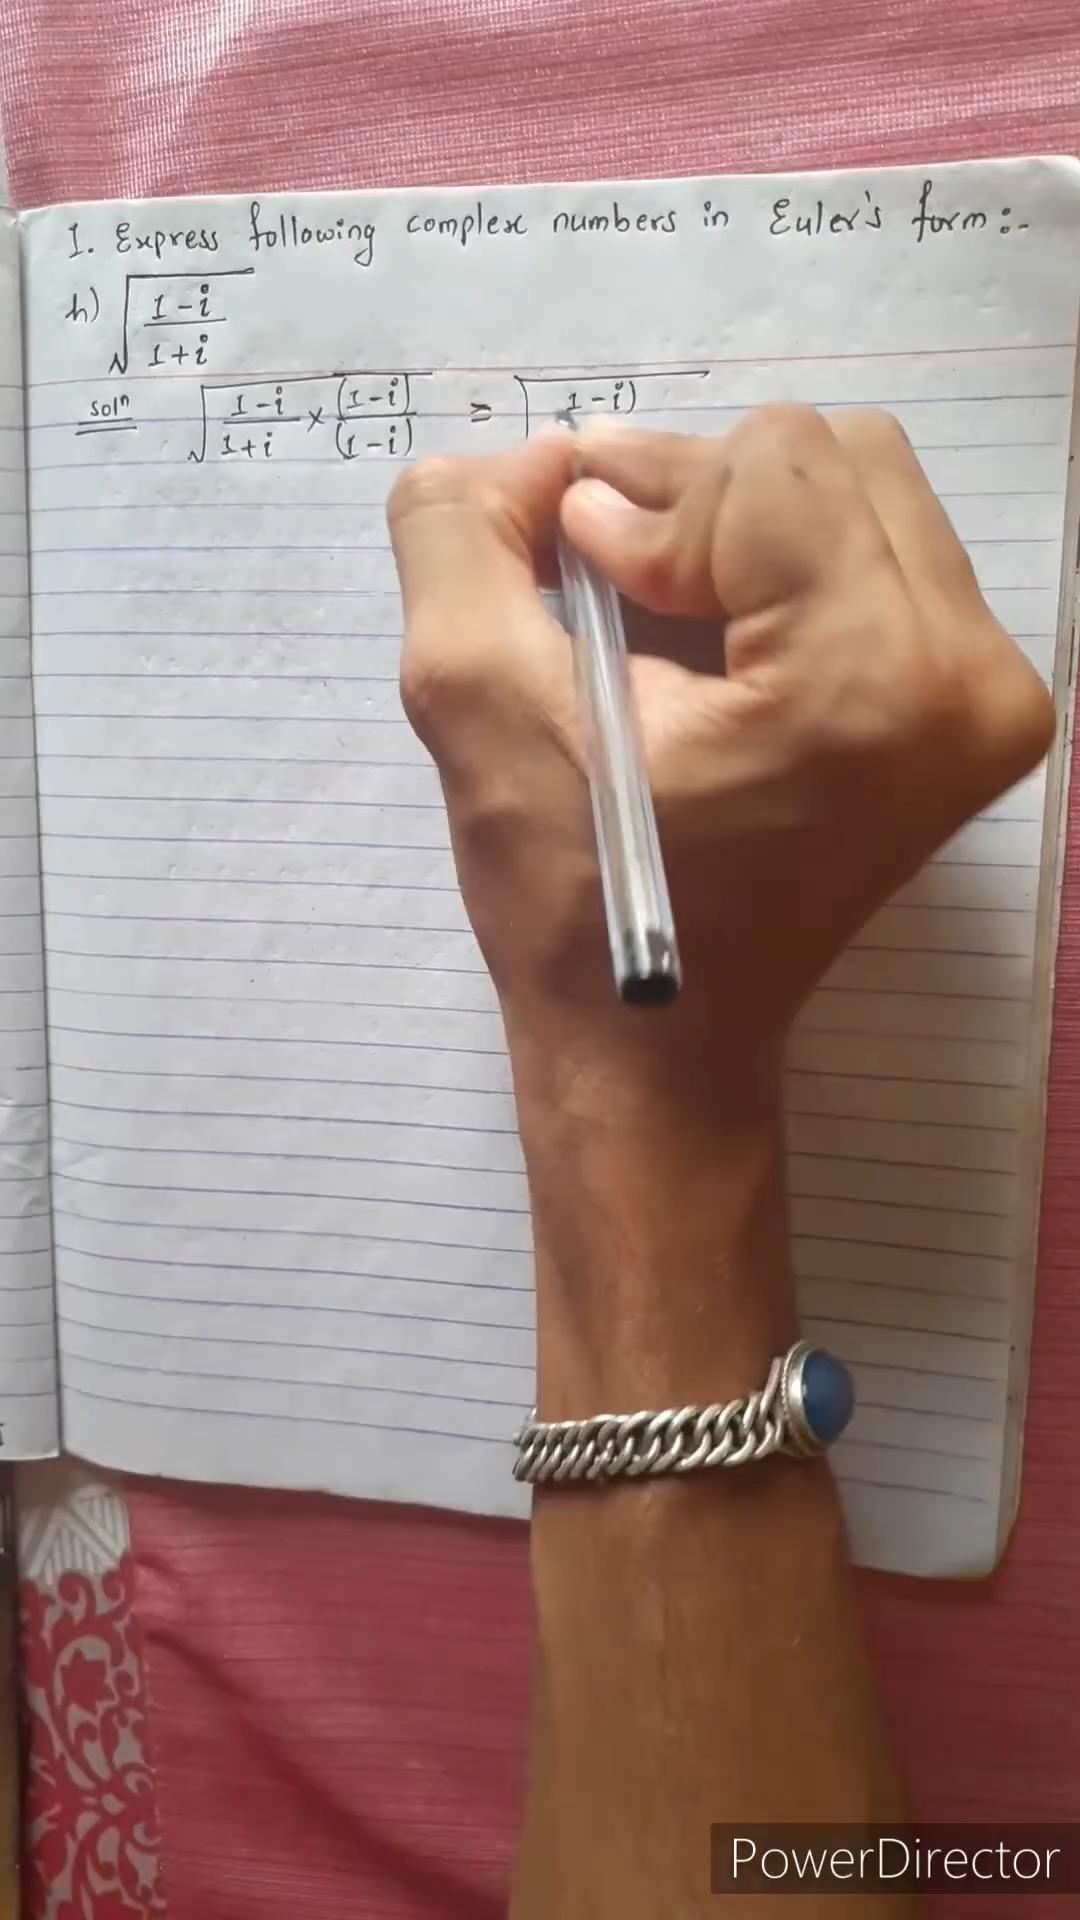 1. Express following complex numbers in Euler's form:-
h) √(1-i / 1+i)
solⁿ √(1-i / 1+i × (1-i) / (1-i)) = √(1-i)
PowerDirector